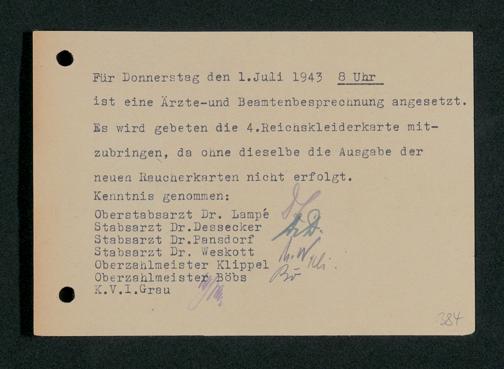 Für Donnerstag den 1.Juli 1943 8 Uhr
ist eine Ärzte-und Beamtenbesprechnung angesetzt.
Es wird gebeten die 4.Reichskleiderkarte mit-
zubringen, da ohne dieselbe die Ausgabe der
neuen Raucherkarten nicht erfolgt.
Kenntnis genommen:
Oberstabsarzt Dr. Lampé
Stabsarzt Dr.Dessecker
Stabsarzt Dr.Pansdorf
Stabsarzt Dr. Weskott
Oberzahlmeister Klippel
Oberzahlmeister Böbs
K.V.I.Grau
384